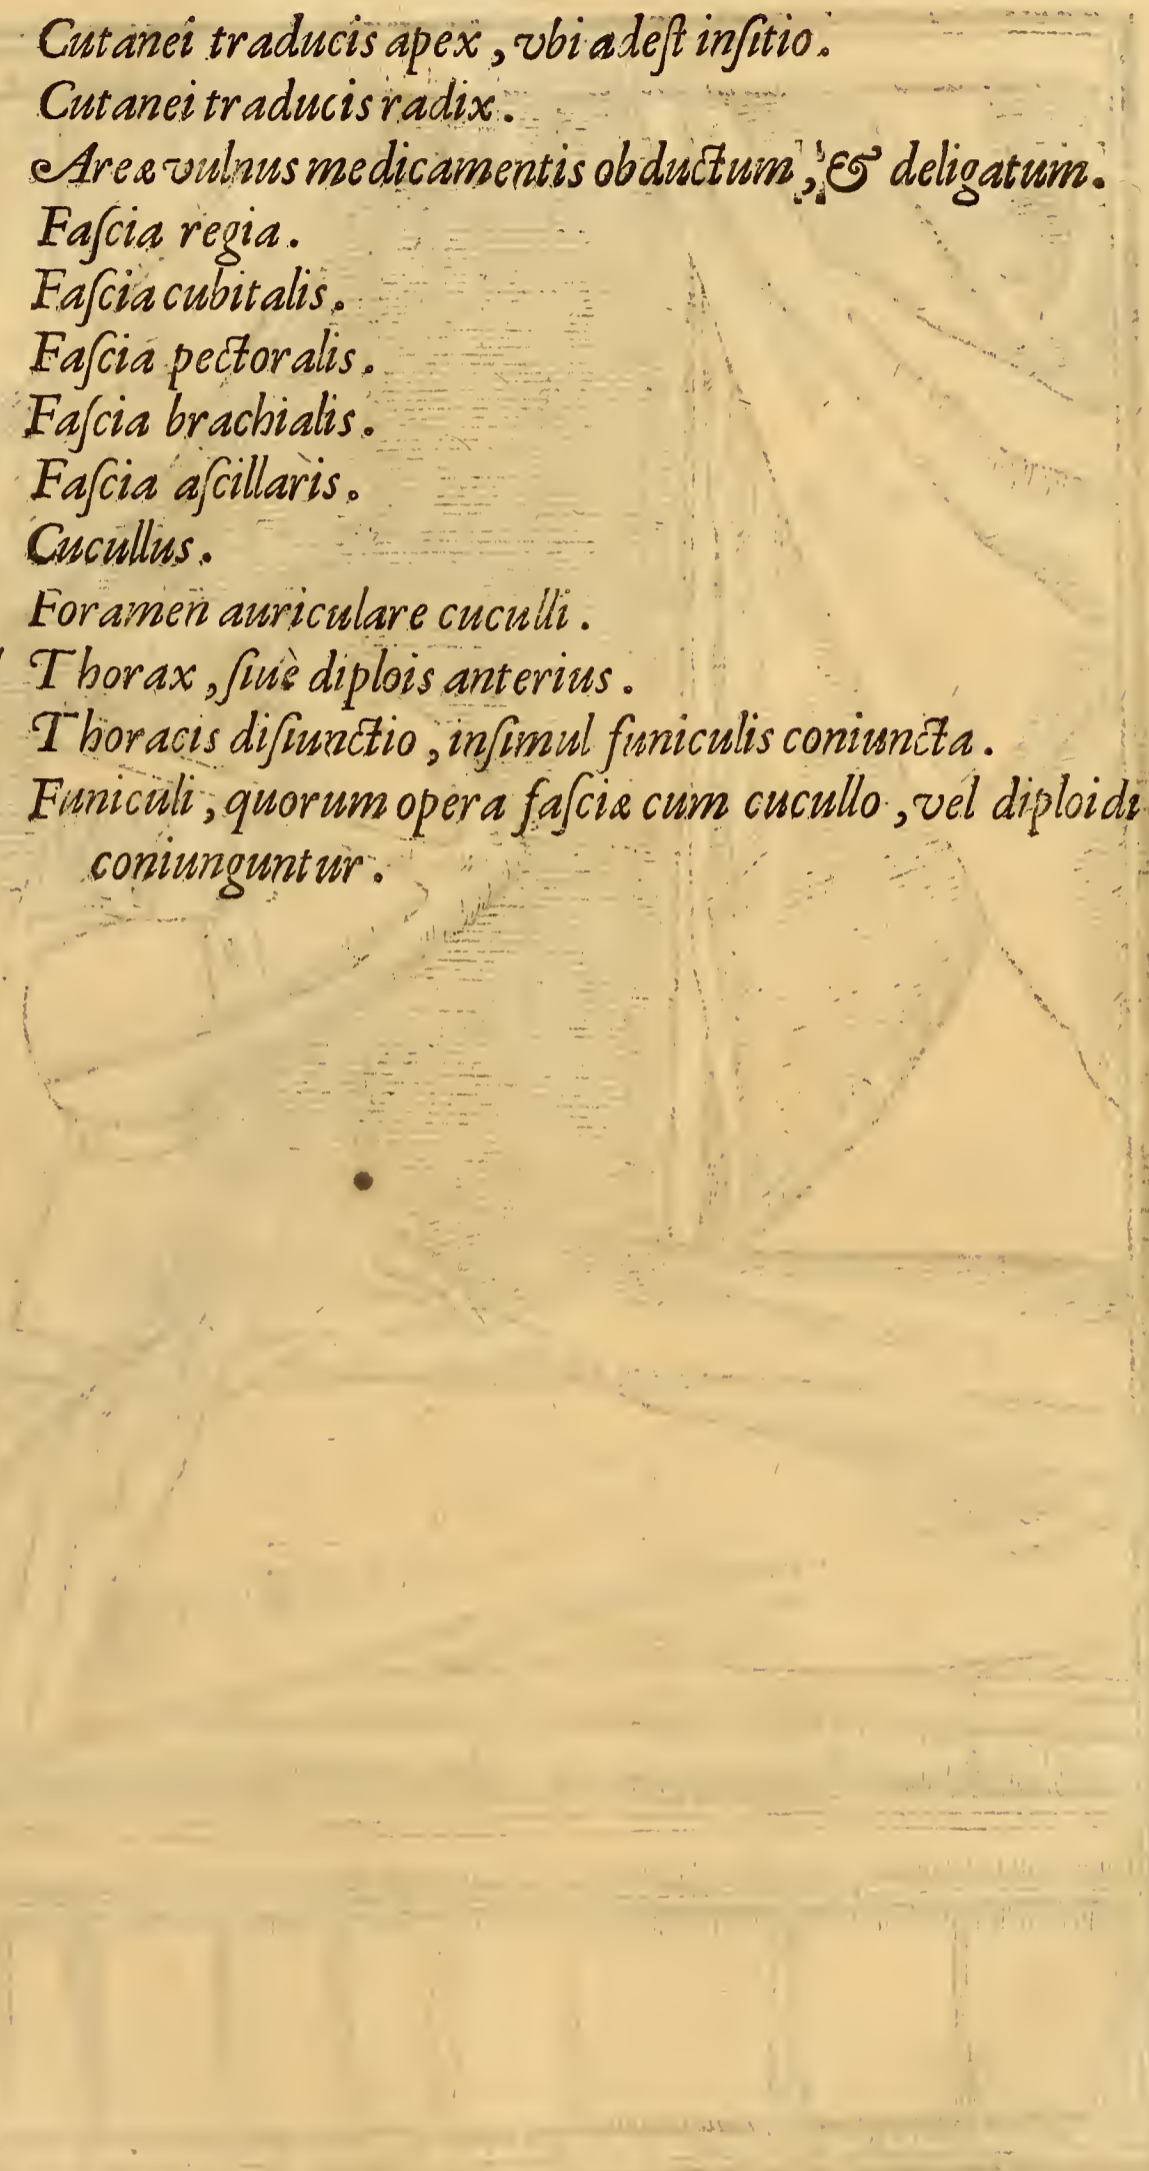 Cutanei traducis apex, vbi adeſt inſitio.
Cutanei traducis radix.
Areæ vulnus medicamentis obductum, & deligatum.
Faſcia regia.
Faſcia cubitalis.
Faſcia pectoralis.
Faſcia brachialis.
Faſcia aſcillaris.
Cucullus.
Foramen auriculare cuculli.
Thorax, ſiuè diplois anterius.
Thoracis diſiunctio, inſimul funiculis coniuncta.
Funiculi, quorum opera faſciæ cum cucullo, vel diploidi
coniunguntur.